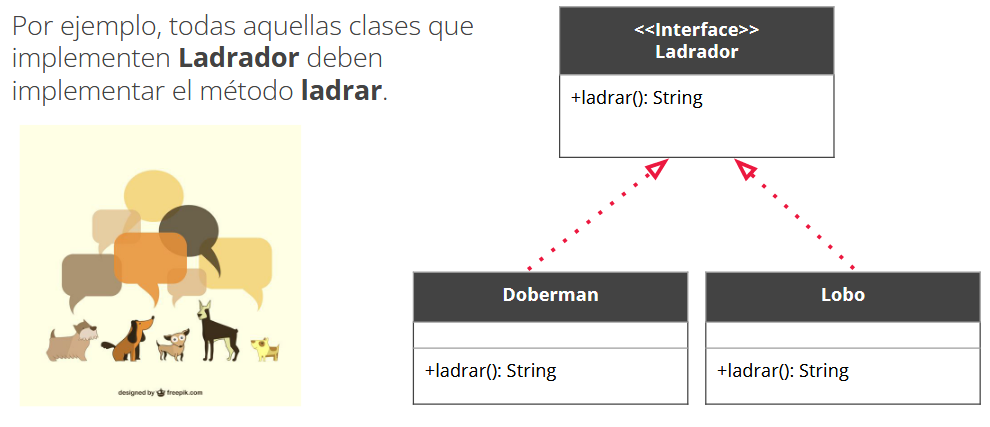 Por ejemplo, todas aquellas clases que
implementen Ladrador deben
implementar el método ladrar.
<<Interface>>
Ladrador
+ladrar(): String
Doberman
+ladrar(): String
Lobo
+ladrar(): String
designed by freepik.com